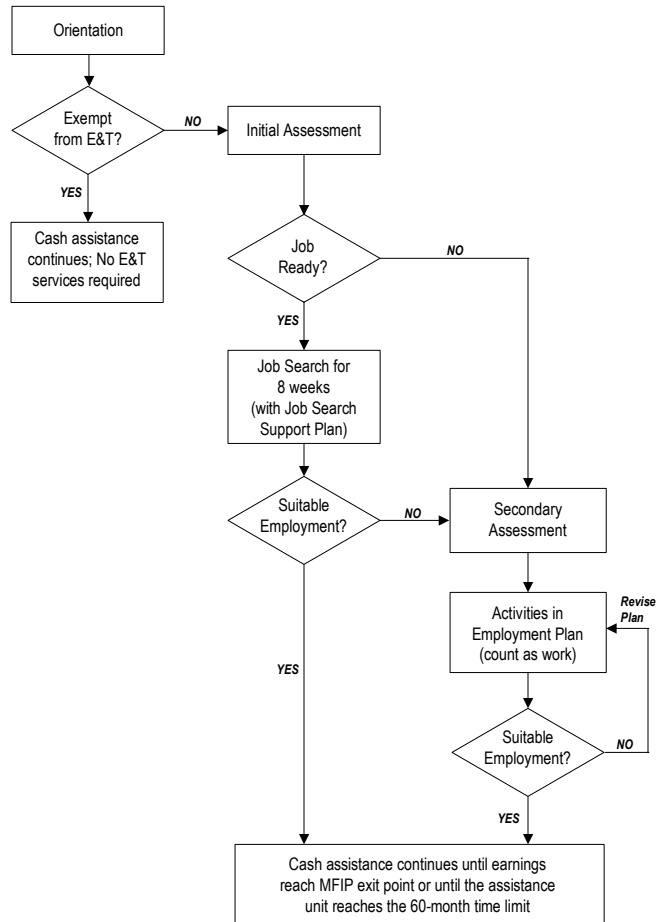 Orientation
Exempt
from E&T?
NO
Initial Assessment
YES
Cash assistance
continues; No E&T
services required
Job
Ready?
NO
YES
Job Search for
8 weeks
(with Job Search
Support Plan)
Suitable
Employment?
NO
Secondary
Assessment
Activities in
Employment Plan
(count as work)
Revise
Plan
YES
Suitable
Employment?
NO
YES
Cash assistance continues until earnings
reach MFIP exit point or until the assistance
unit reaches the 60-month time limit